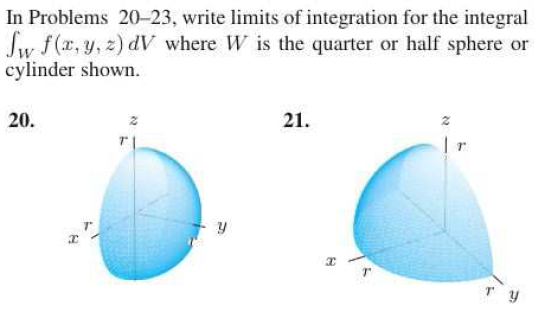 In Problems 20–23, write limits of integration for the integral
∫_W f(x, y, z) dV where W is the quarter or half sphere or
cylinder shown.
20.
21.
z
r
r
x
r
y
z
r
x
r
r
y